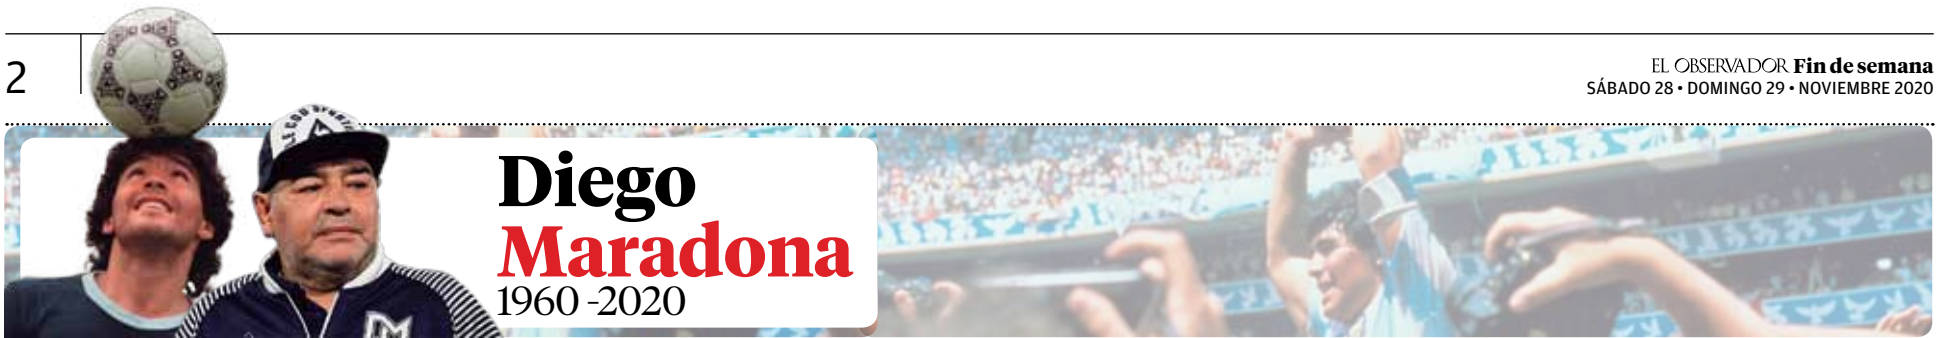 2
EL OBSERVADOR Fin de semana
SÁBADO 28 • DOMINGO 29 • NOVIEMBRE 2020
Diego
Maradona
1960 -2020